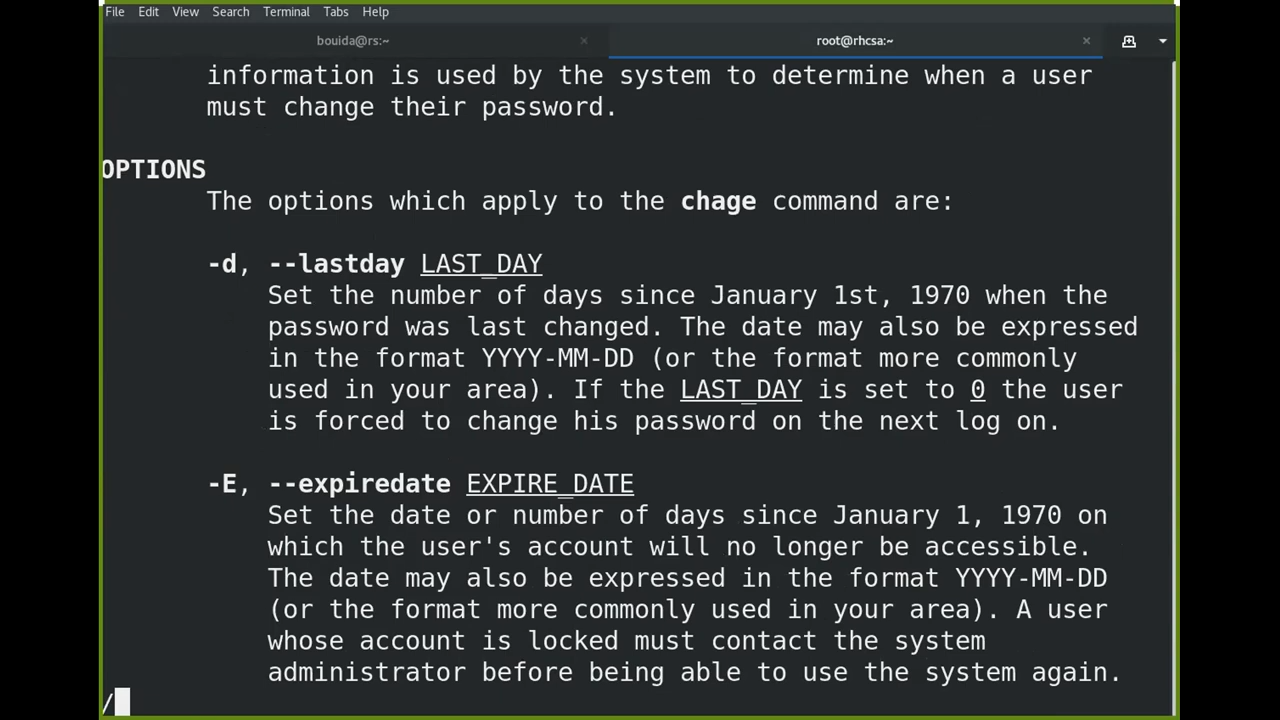 File Edit View Search Terminal Tabs Help
bouida@rs:~ × root@rhcsa:~ ×
information is used by the system to determine when a user
must change their password.
OPTIONS
The options which apply to the chage command are:
-d, --lastday LAST_DAY
Set the number of days since January 1st, 1970 when the
password was last changed. The date may also be expressed
in the format YYYY-MM-DD (or the format more commonly
used in your area). If the LAST_DAY is set to 0 the user
is forced to change his password on the next log on.
-E, --expiredate EXPIRE_DATE
Set the date or number of days since January 1, 1970 on
which the user's account will no longer be accessible.
The date may also be expressed in the format YYYY-MM-DD
(or the format more commonly used in your area). A user
whose account is locked must contact the system
administrator before being able to use the system again.
/